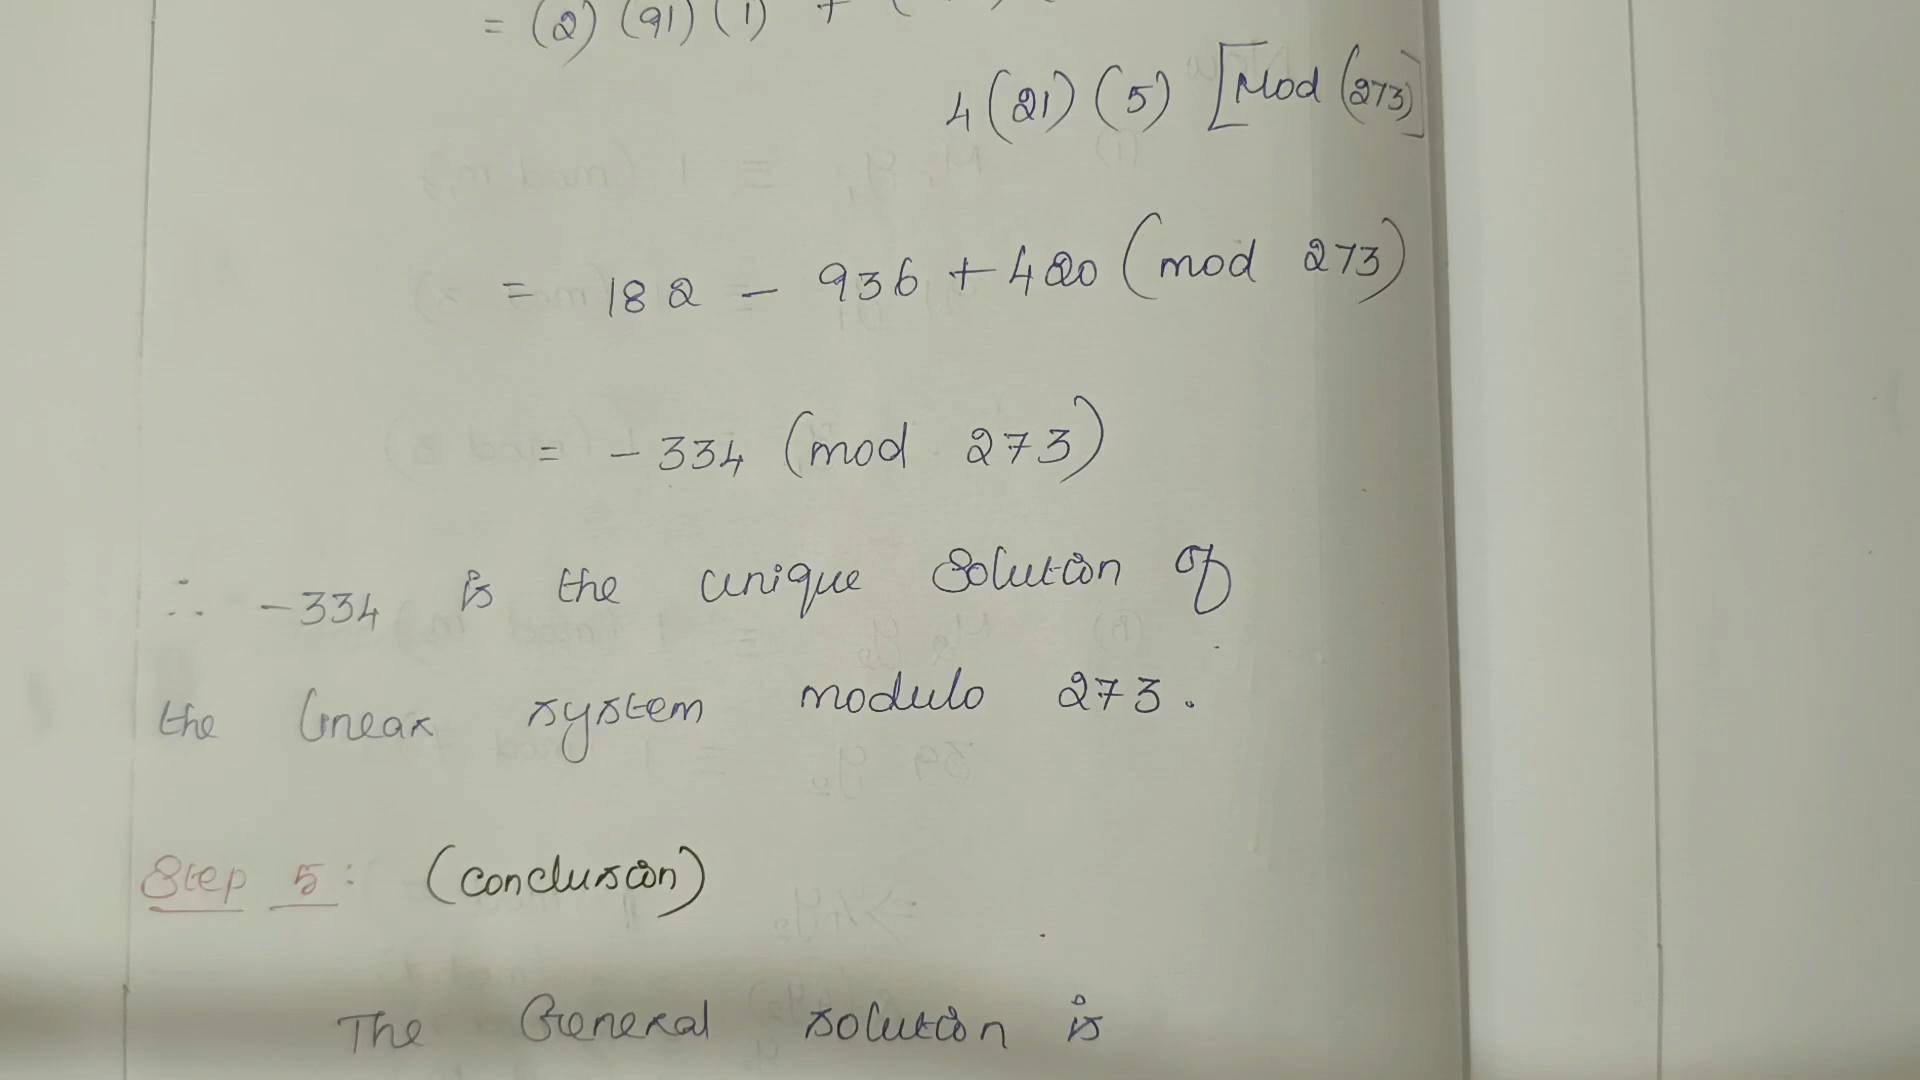 = (2) (91) (1) + (
4 (21) (5) [Mod (273)]
= 182 - 936 + 420 (mod 273)
= - 334 (mod 273)
∴ -334 is the unique solution of
the linear system modulo 273.
Step 5: (conclusion)
The General solution is